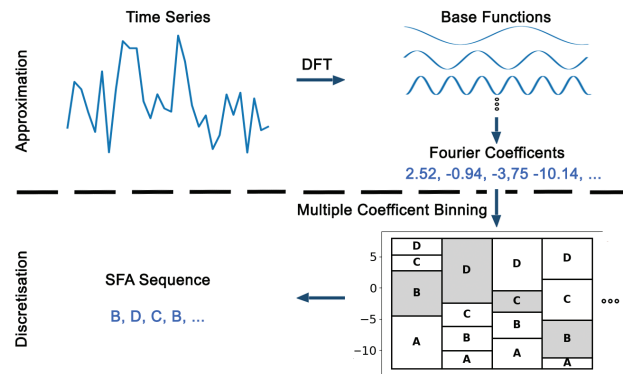 Time Series
Base Functions
Approximation
DFT
Fourier Coefficents
2.52, -0.94, -3,75 -10.14, ...
Multiple Coefficent Binning
Discretisation
SFA Sequence
B, D, C, B, ...
5
0
−5
−10
D
C
B
A
D
C
B
A
D
C
B
A
D
C
B
A